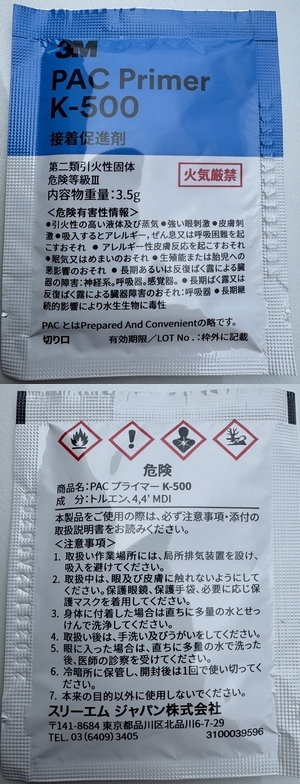 3M
PAC Primer
K-500
接着促進剤
第二類引火性固体
危険等級Ⅲ
火気厳禁
内容物重量:3.5g
<危険有害性情報>
●引火性の高い液体及び蒸気●強い眼刺激●皮膚刺
激●吸入するとアレルギー,ぜん息又は呼吸困難を起
こすおそれ ● アレルギー性皮膚反応を起こすおそれ
●眠気又はめまいのおそれ ● 生殖能または胎児への
悪影響のおそれ ● 長期あるいは反復ばく露による臓
器の障害:神経系。呼吸器。感覚器。●長期ばく露又は
反復ばく露による臓器障害のおそれ:呼吸器 ●長期継
続的影響により水生生物に毒性
PAC とはPrepared And Convenientの略です。
切り口 有効期限/LOT No.:枠外に記載
危険
商品名:PAC プライマー K-500
成 分:トルエン、4,4' MDI
本製品をご使用の際は、必ず注意事項・添付の
取扱説明書をお読みください。
<注意事項>
1. 取扱い作業場所には、局所排気装置を設け、
吸入を避けてください。
2. 取扱中は、眼及び皮膚に触れないようにして
ください。保護眼鏡、保護手袋、必要に応じ保
護マスクを着用してください。
3. 身体に付着した場合は直ちに多量の水とせっ
けんで洗浄してください。
4. 取扱い後は、手洗い及びうがいをしてください。
5. 眼に入った場合は、直ちに多量の水で洗った
後、医師の診察を受けてください。
6. 冷暗所に保管し、開封後は1回で使い切ってく
ださい。
7. 本来の目的以外に使用しないでください。
スリーエム ジャパン株式会社
〒141-8684 東京都品川区北品川6-7-29
TEL. 03 (6409) 3405 3100039596